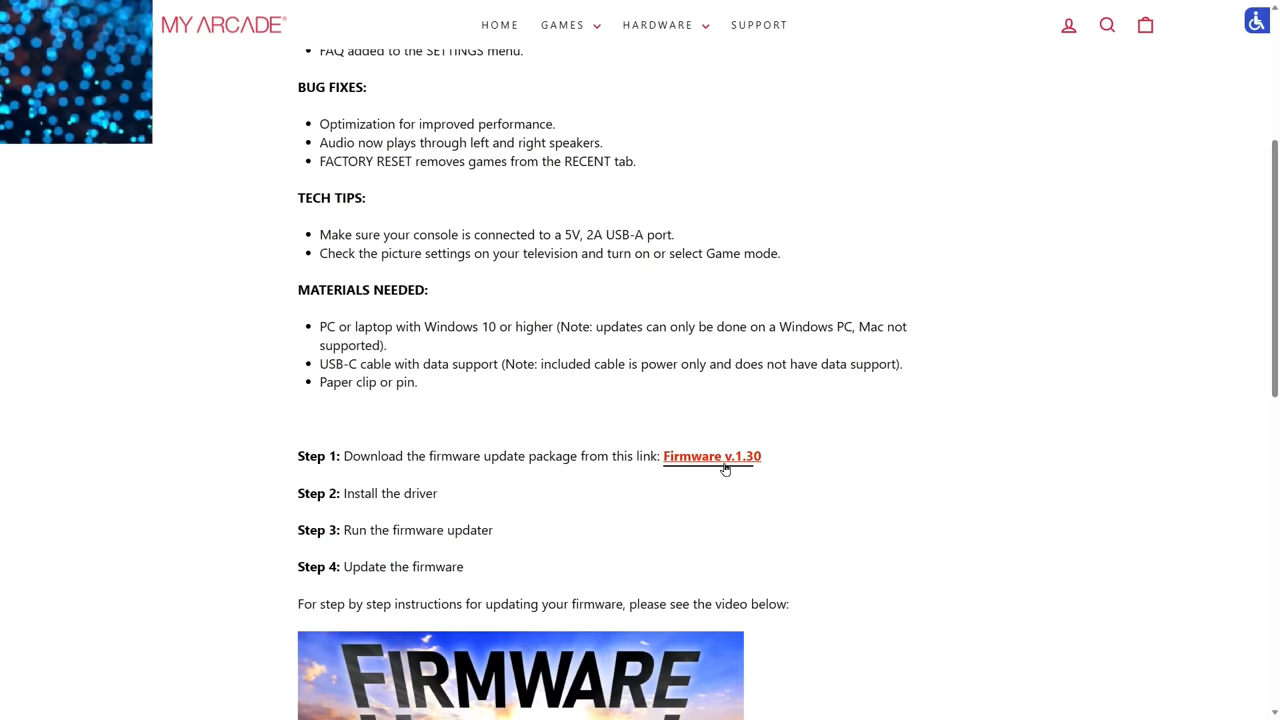 MY ARCADE®
HOME GAMES HARDWARE SUPPORT
FAQ added to the SETTINGS menu.
BUG FIXES:
Optimization for improved performance.
Audio now plays through left and right speakers.
FACTORY RESET removes games from the RECENT tab.
TECH TIPS:
Make sure your console is connected to a 5V, 2A USB-A port.
Check the picture settings on your television and turn on or select Game mode.
MATERIALS NEEDED:
PC or laptop with Windows 10 or higher (Note: updates can only be done on a Windows PC, Mac not
supported).
USB-C cable with data support (Note: included cable is power only and does not have data support).
Paper clip or pin.
Step 1: Download the firmware update package from this link: Firmware v.1.30
Step 2: Install the driver
Step 3: Run the firmware updater
Step 4: Update the firmware
For step by step instructions for updating your firmware, please see the video below:
FIRMWARE